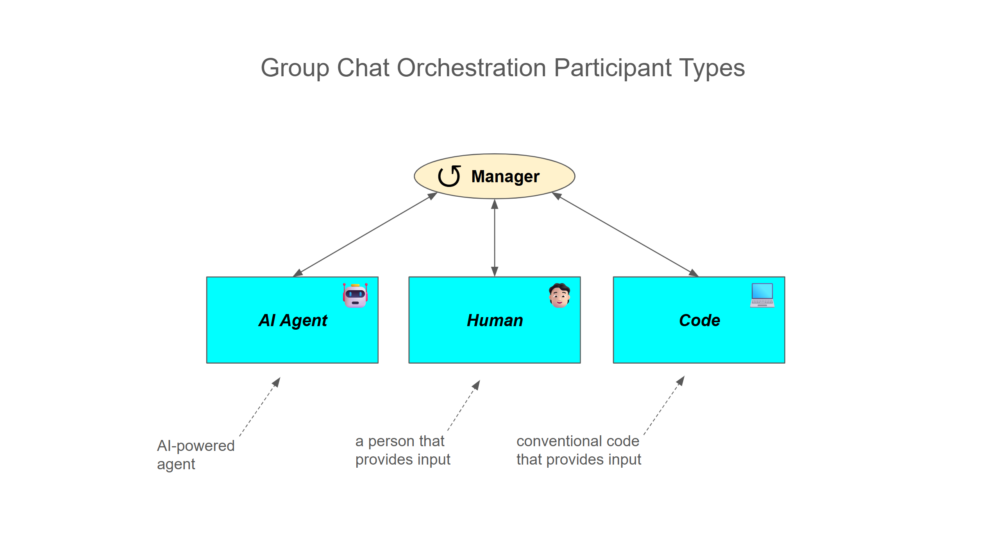 Group Chat Orchestration Participant Types
Manager
AI Agent
Human
Code
AI-powered
agent
a person that
provides input
conventional code
that provides input